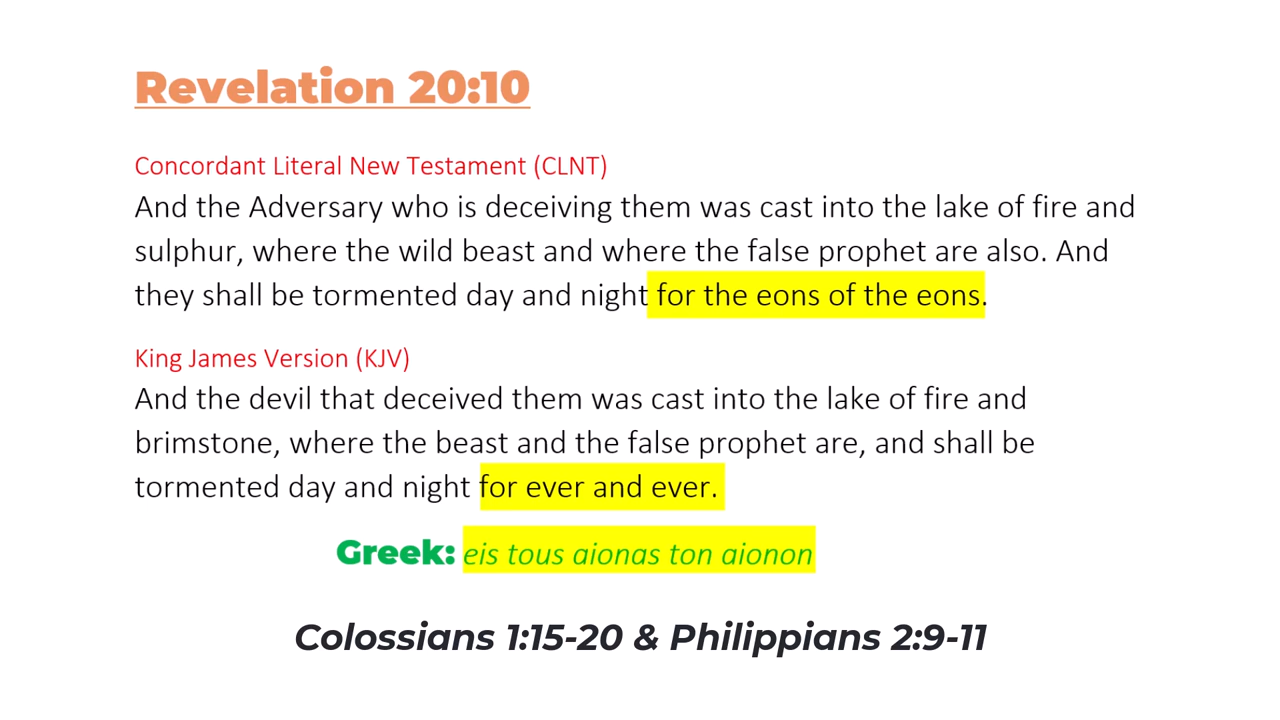 Revelation 20:10
Concordant Literal New Testament (CLNT)
And the Adversary who is deceiving them was cast into the lake of fire and
sulphur, where the wild beast and where the false prophet are also. And
they shall be tormented day and night for the eons of the eons.
King James Version (KJV)
And the devil that deceived them was cast into the lake of fire and
brimstone, where the beast and the false prophet are, and shall be
tormented day and night for ever and ever.
Greek: eis tous aionas ton aionon
Colossians 1:15-20 & Philippians 2:9-11